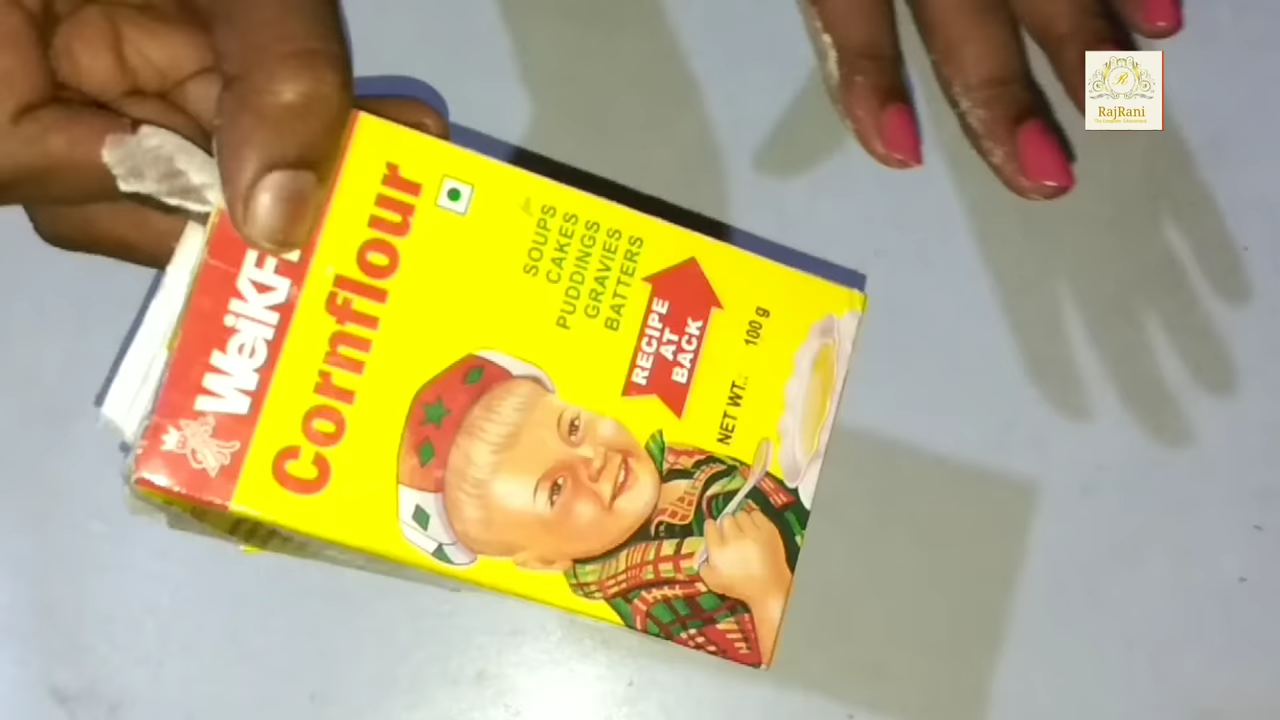 WeiKFi
Cornflour
SOUPS
CAKES
PUDDINGS
GRAVIES
BATTERS
RECIPE
AT
BACK
NET WT. 100 g
R
RajRani